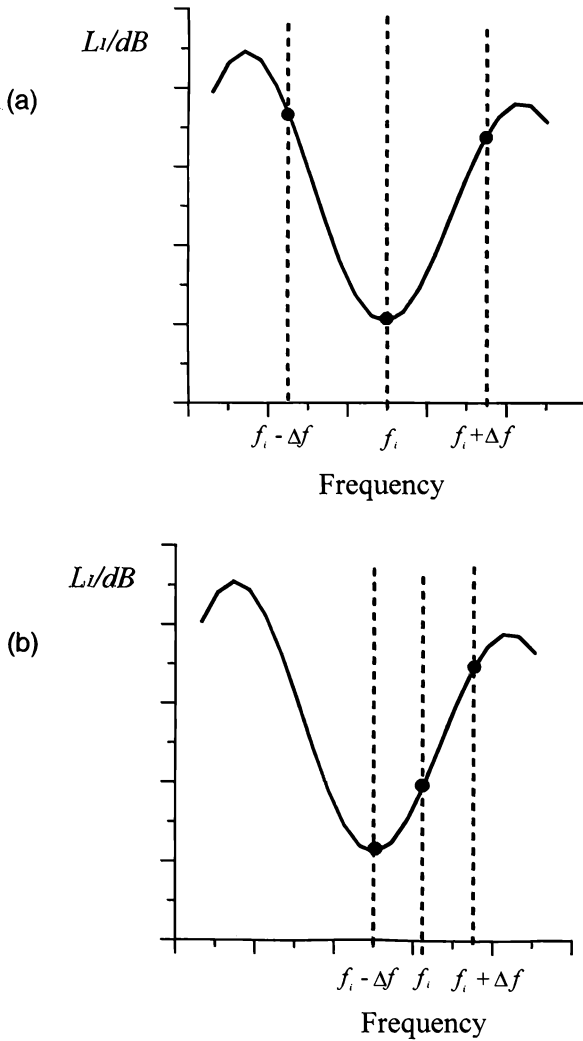 L₁/dB
(a)
fᵢ - Δf fᵢ fᵢ + Δf
Frequency
L₁/dB
(b)
fᵢ - Δf fᵢ fᵢ + Δf
Frequency